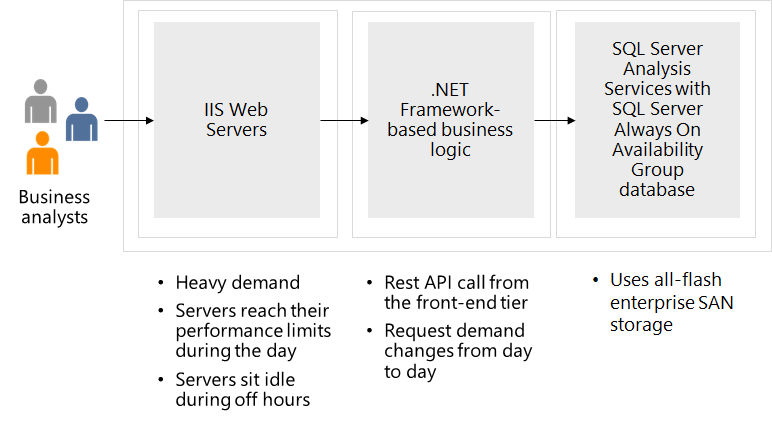 Business
analysts
IIS Web
Servers
.NET
Framework-
based business
logic
SQL Server
Analysis
Services with
SQL Server
Always On
Availability
Group
database
• Heavy demand
• Servers reach their
performance limits
during the day
• Servers sit idle
during off hours
• Rest API call from
the front-end tier
• Request demand
changes from day
to day
• Uses all-flash
enterprise SAN
storage